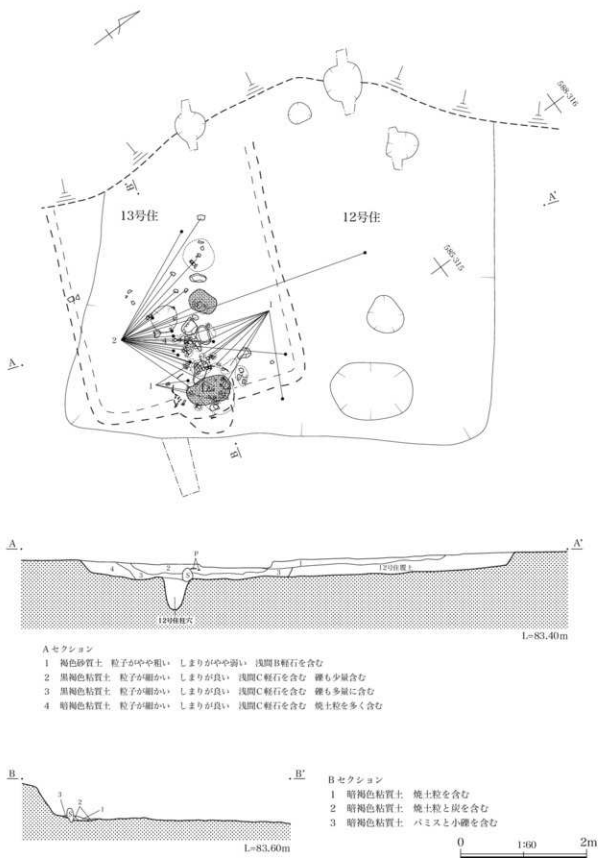 588-316
A'
B'
13号住
12号住
585-315
1
2
A
1
B
A
A'
P
2
1
4
3
S
3
12号住覆土
12号住柱穴
L=83.40m
Aセクション
1 褐色砂質土 粒子がやや粗い しまりがやや弱い 浅間B軽石を含む
2 黒褐色粘質土 粒子が細かい しまりが良い 浅間C軽石を含む 礫も少量含む
3 黒褐色粘質土 粒子が細かい しまりが良い 浅間C軽石を含む 礫も多量に含む
4 暗褐色粘質土 粒子が細かい しまりが良い 浅間C軽石を含む 焼土粒を多く含む
B
B'
3
2
1
L=83.60m
Bセクション
1 暗褐色粘質土 焼土粒を含む
2 暗褐色粘質土 焼土粒と炭を含む
3 暗褐色粘質土 パミスと小礫を含む
0 1:60 2m